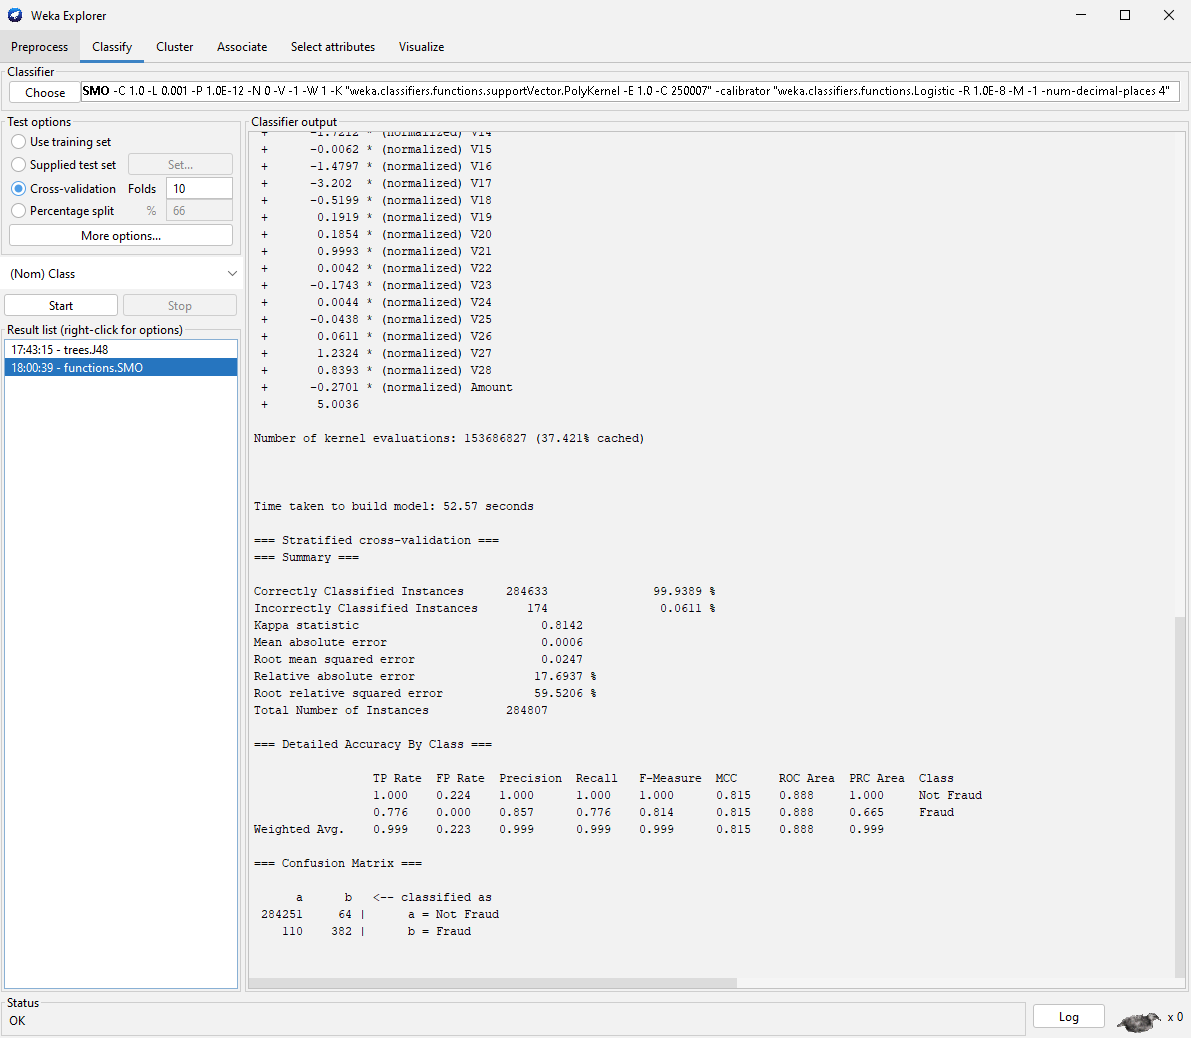 Weka Explorer
Preprocess Classify Cluster Associate Select attributes Visualize
Classifier
Choose SMO -C 1.0 -L 0.001 -P 1.0E-12 -N 0 -V -1 -W 1 -K "weka.classifiers.functions.supportVector.PolyKernel -E 1.0 -C 250007" -calibrator "weka.classifiers.functions.Logistic -R 1.0E-8 -M -1 -num-decimal-places 4"
Test options
Use training set
Supplied test set Set...
Cross-validation Folds 10
Percentage split % 66
More options...
(Nom) Class
Start Stop
Result list (right-click for options)
17:43:15 - trees.J48
18:00:39 - functions.SMO
Classifier output
+ -1.7212 * (normalized) V14
+ -0.0062 * (normalized) V15
+ -1.4797 * (normalized) V16
+ -3.202 * (normalized) V17
+ -0.5199 * (normalized) V18
+ 0.1919 * (normalized) V19
+ 0.1854 * (normalized) V20
+ 0.9993 * (normalized) V21
+ 0.0042 * (normalized) V22
+ -0.1743 * (normalized) V23
+ 0.0044 * (normalized) V24
+ -0.0438 * (normalized) V25
+ 0.0611 * (normalized) V26
+ 1.2324 * (normalized) V27
+ 0.8393 * (normalized) V28
+ -0.2701 * (normalized) Amount
+ 5.0036
Number of kernel evaluations: 153686827 (37.421% cached)
Time taken to build model: 52.57 seconds
=== Stratified cross-validation ===
=== Summary ===
Correctly Classified Instances 284633 99.9389 %
Incorrectly Classified Instances 174 0.0611 %
Kappa statistic 0.8142
Mean absolute error 0.0006
Root mean squared error 0.0247
Relative absolute error 17.6937 %
Root relative squared error 59.5206 %
Total Number of Instances 284807
=== Detailed Accuracy By Class ===
TP Rate FP Rate Precision Recall F-Measure MCC ROC Area PRC Area Class
1.000 0.224 1.000 1.000 1.000 0.815 0.888 1.000 Not Fraud
0.776 0.000 0.857 0.776 0.814 0.815 0.888 0.665 Fraud
Weighted Avg. 0.999 0.223 0.999 0.999 0.999 0.815 0.888 0.999
=== Confusion Matrix ===
a b <-- classified as
284251 64 | a = Not Fraud
110 382 | b = Fraud
Status
OK
Log x 0